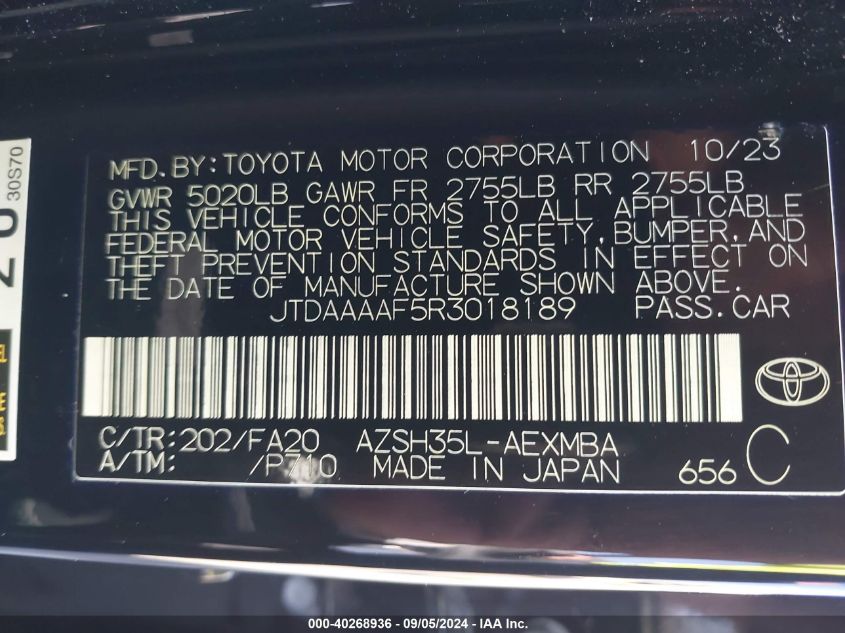 30S70
MFD.BY:TOYOTA MOTOR CORPORATION 10/23
GVWR 5020LB GAWR FR 2755LB RR 2755LB
THIS VEHICLE CONFORMS TO ALL APPLICABLE
FEDERAL MOTOR VEHICLE SAFETY,BUMPER,AND
THEFT PREVENTION STANDARDS IN EFFECT ON
THE DATE OF MANUFACTURE SHOWN ABOVE.
JTDAAAAF5R3018189 PASS.CAR
C/TR:202/FA20 AZSH35L-AEXMBA
A/TM: /P710 MADE IN JAPAN 656 C
000-40268936 - 09/05/2024 - © IAA Inc.